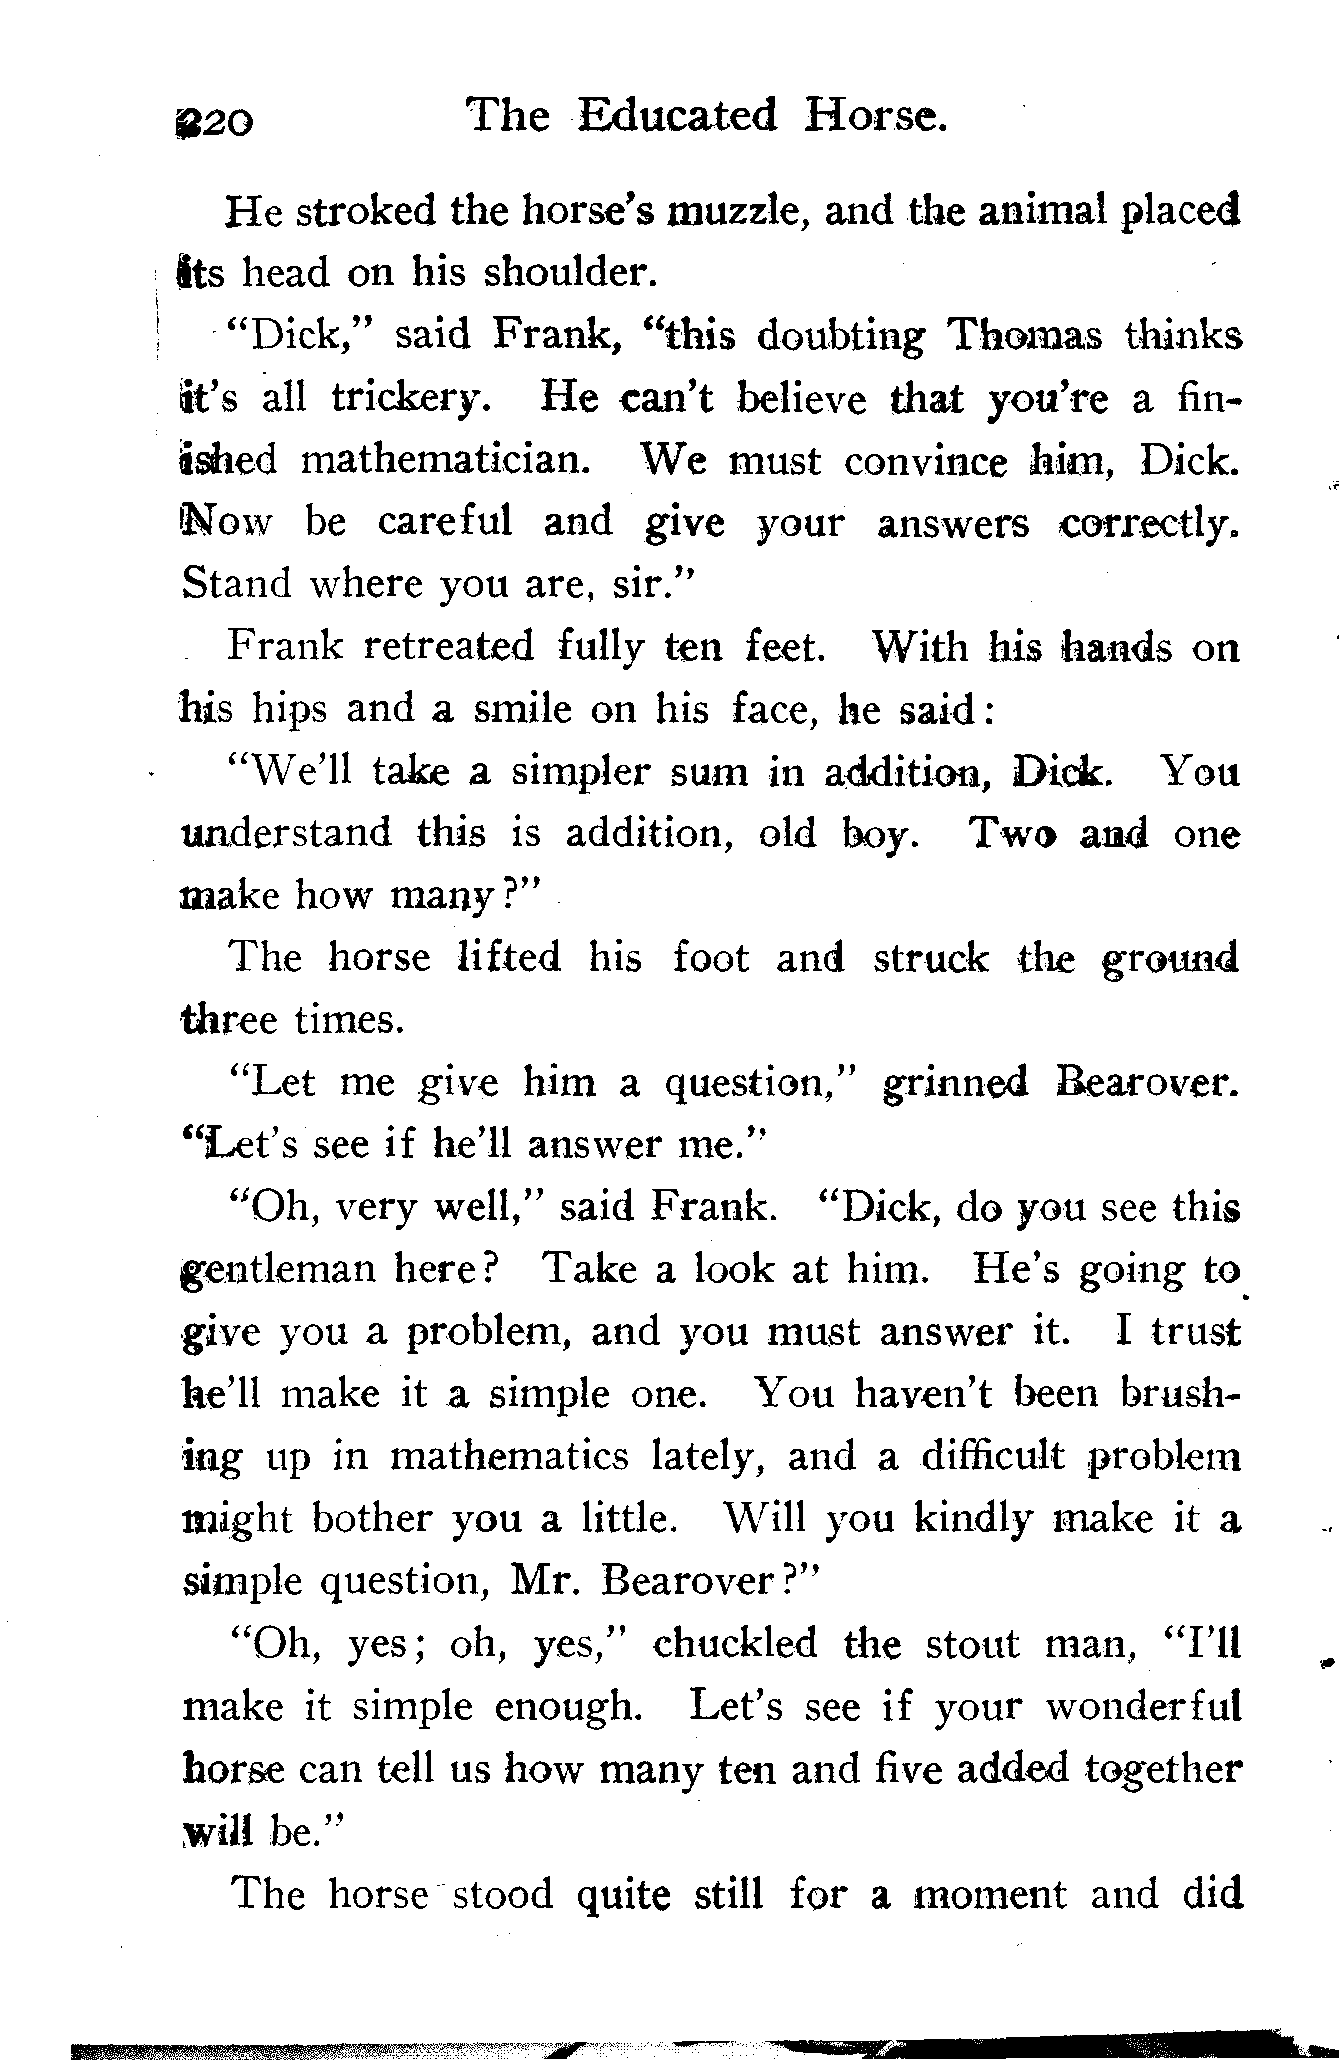 220 The Educated Horse.
He stroked the horse's muzzle, and the animal placed
its head on his shoulder.
"Dick," said Frank, "this doubting Thomas thinks
it's all trickery. He can't believe that you're a fin-
ished mathematician. We must convince him, Dick.
Now be careful and give your answers correctly.
Stand where you are, sir."
Frank retreated fully ten feet. With his hands on
his hips and a smile on his face, he said:
"We'll take a simpler sum in addition, Dick. You
understand this is addition, old boy. Two and one
make how many?"
The horse lifted his foot and struck the ground
three times.
"Let me give him a question," grinned Bearover.
"Let's see if he'll answer me."
"Oh, very well," said Frank. "Dick, do you see this
gentleman here? Take a look at him. He's going to
give you a problem, and you must answer it. I trust
he'll make it a simple one. You haven't been brush-
ing up in mathematics lately, and a difficult problem
might bother you a little. Will you kindly make it a
simple question, Mr. Bearover?"
"Oh, yes; oh, yes," chuckled the stout man, "I'll
make it simple enough. Let's see if your wonderful
horse can tell us how many ten and five added together
will be."
The horse stood quite still for a moment and did